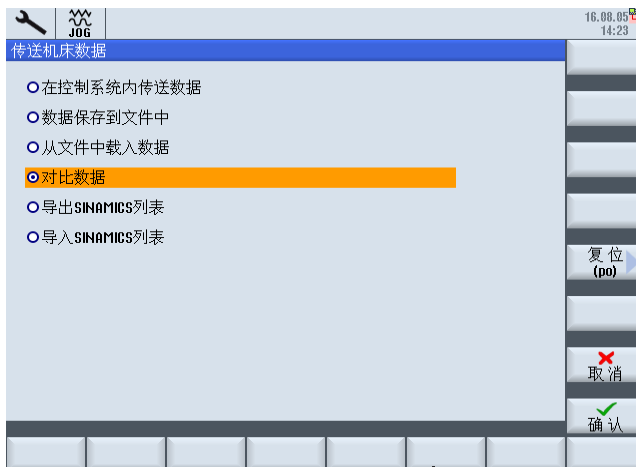 JOG
16.08.05
14:23
传送机床数据
在控制系统内传送数据
数据保存到文件中
从文件中载入数据
对比数据
导出SINAMICS列表
导入SINAMICS列表
复位
(po)
取消
确认